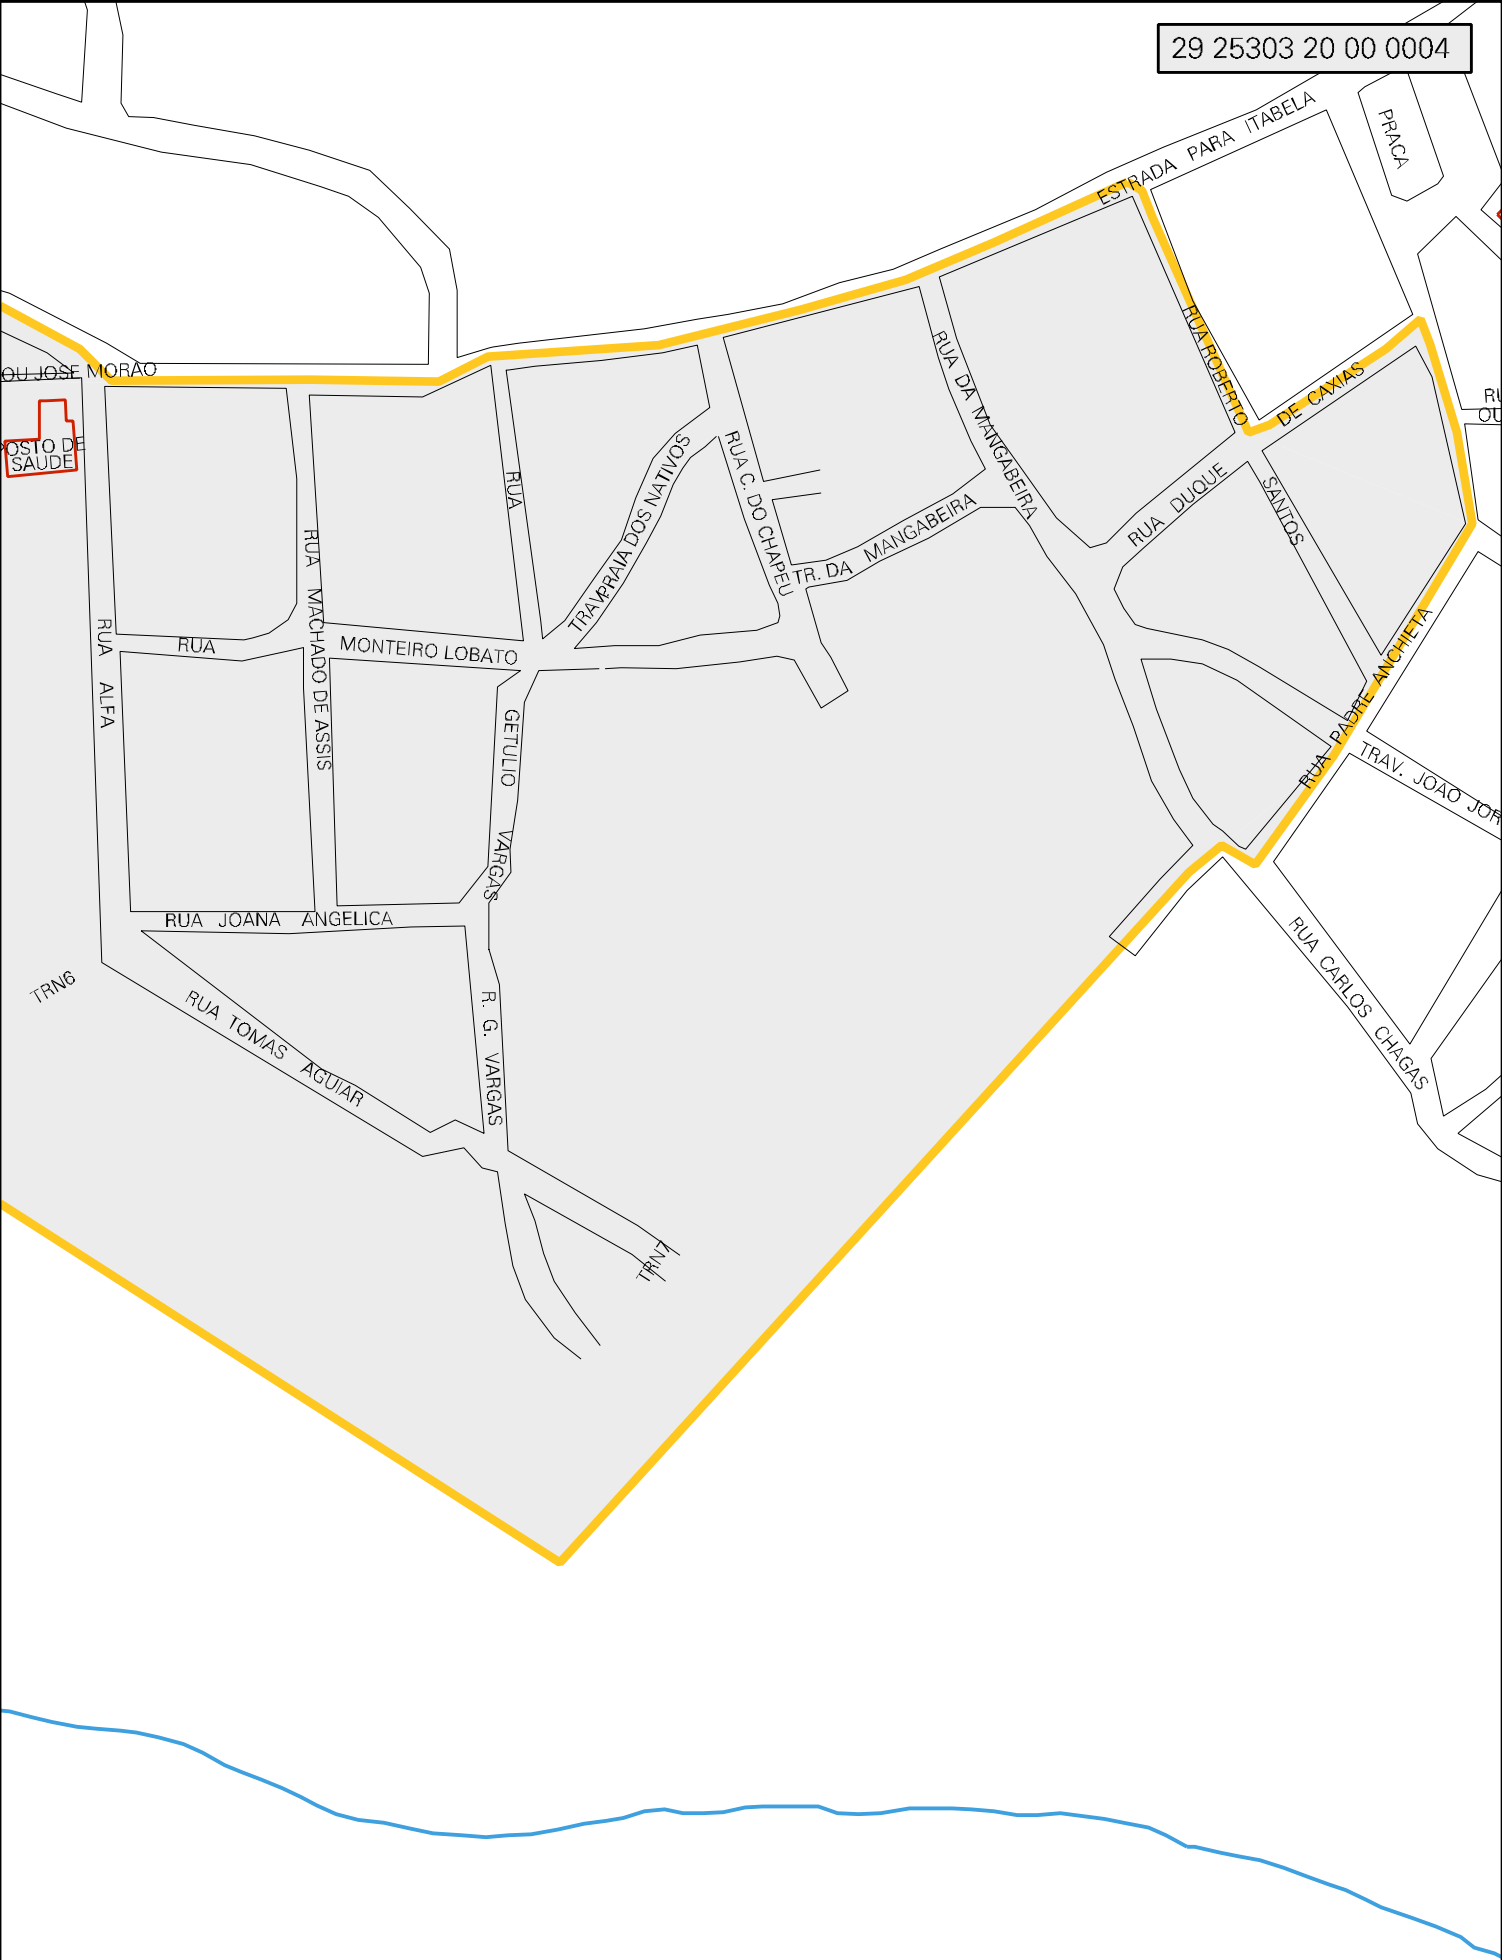 29 25303 20 00 0004
ESTRADA PARA ITABELA
PRACA
OU JOSE MORAO
POSTO DE
SAUDE
RUA ROBERTO
SANTOS
RUA DUQUE DE CAXIAS
RUA DA MANGABEIRA
RUA C. DO CHAPEU
TR. DA MANGABEIRA
TRAV. PRAIA DOS NATIVOS
RUA GETULIO VARGAS
RUA MACHADO DE ASSIS
RUA MONTEIRO LOBATO
RUA ALFA
RUA PADRE ANCHIETA
TRAV. JOAO JOR
RUA JOANA ANGELICA
RUA CARLOS CHAGAS
TRN6
RUA TOMAS AGUIAR
R. G. VARGAS
TRN7
RU
OU